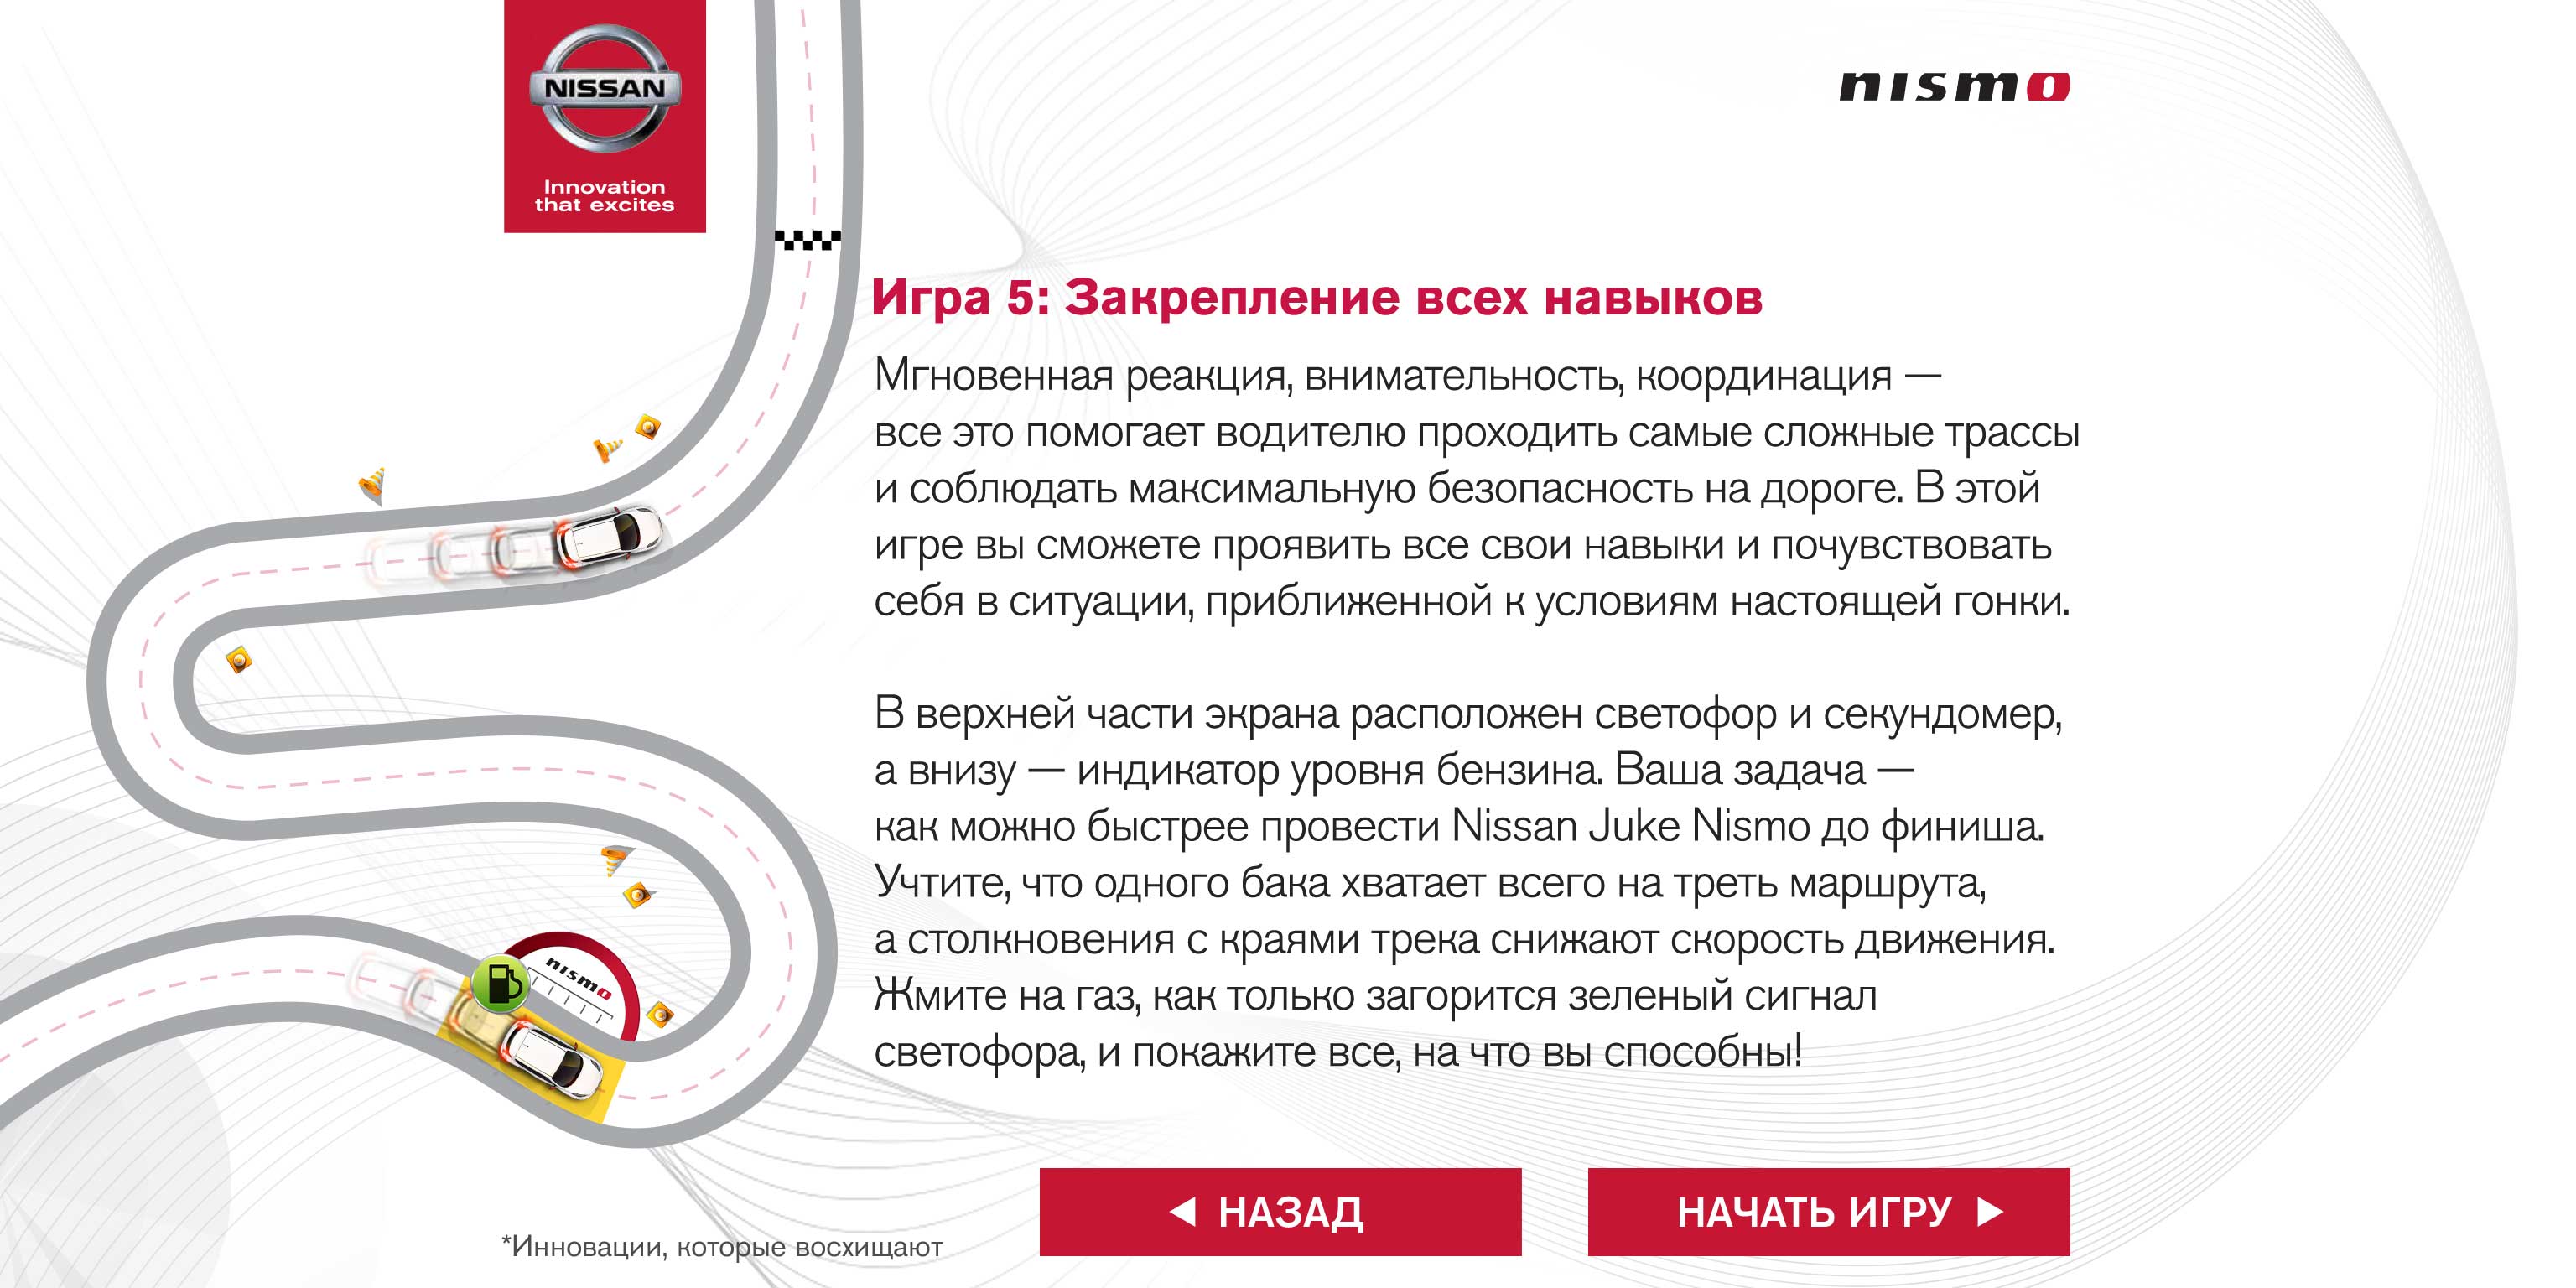 NISSAN
Innovation
that excites
nismo
Игра 5: Закрепление всех навыков
Мгновенная реакция, внимательность, координация —
все это помогает водителю проходить самые сложные трассы
и соблюдать максимальную безопасность на дороге. В этой
игре вы сможете проявить все свои навыки и почувствовать
себя в ситуации, приближенной к условиям настоящей гонки.
В верхней части экрана расположен светофор и секундомер,
а внизу — индикатор уровня бензина. Ваша задача —
как можно быстрее провести Nissan Juke Nismo до финиша.
Учтите, что одного бака хватает всего на треть маршрута,
а столкновения с краями трека снижают скорость движения.
Жмите на газ, как только загорится зеленый сигнал
светофора, и покажите все, на что вы способны!
nismo
◀ НАЗАД
НАЧАТЬ ИГРУ ▶
*Инновации, которые восхищают